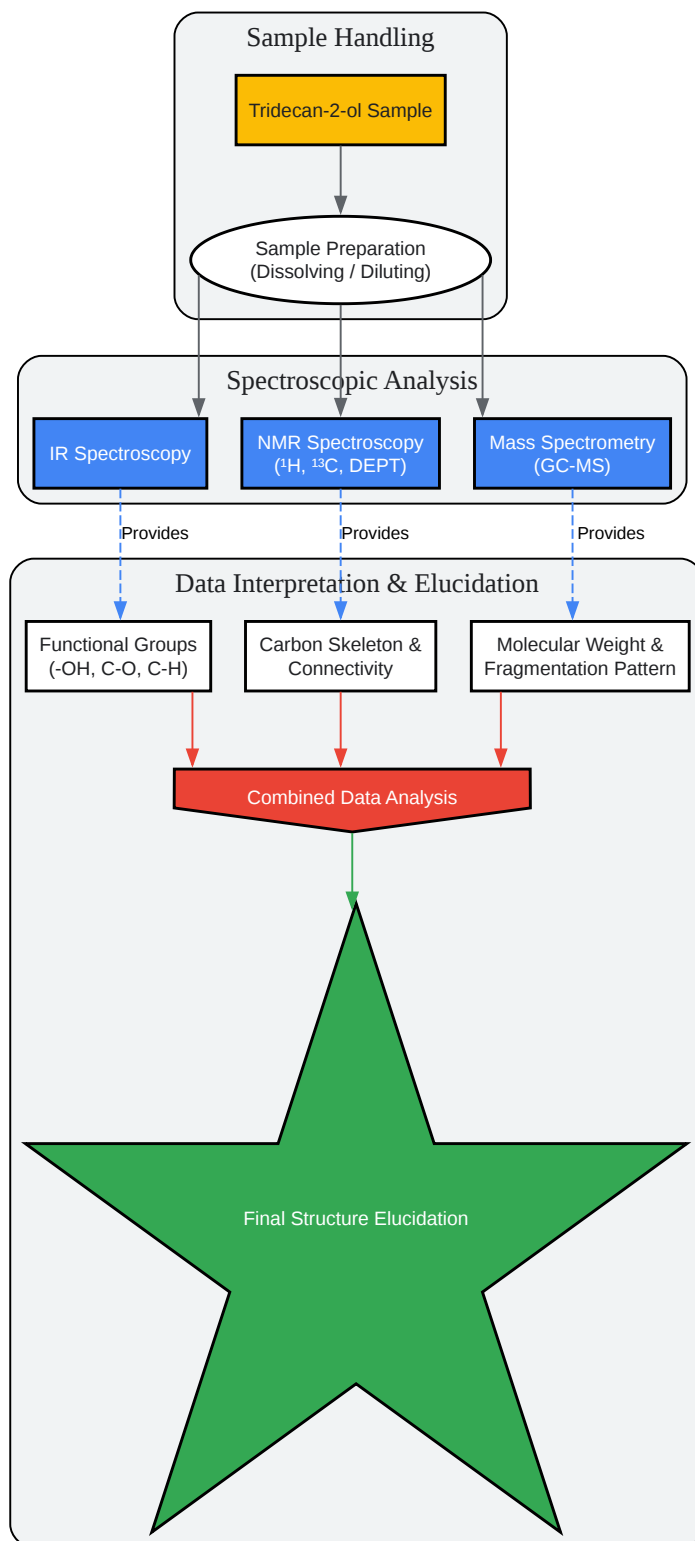 Sample Handling
Tridecan-2-ol Sample
Sample Preparation
(Dissolving / Diluting)
Spectroscopic Analysis
IR Spectroscopy
NMR Spectroscopy
(¹H, ¹³C, DEPT)
Mass Spectrometry
(GC-MS)
Provides
Provides
Provides
Data Interpretation & Elucidation
Functional Groups
(-OH, C-O, C-H)
Carbon Skeleton &
Connectivity
Molecular Weight &
Fragmentation Pattern
Combined Data Analysis
Final Structure Elucidation